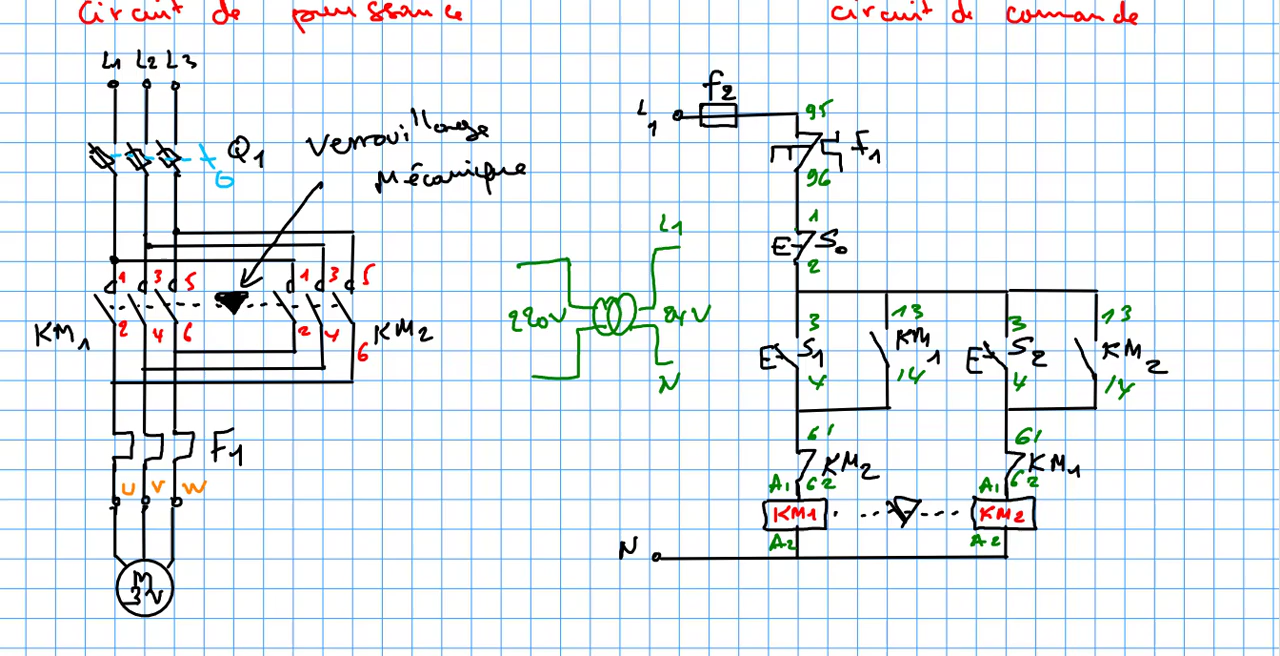 Circuit de puissance
circuit de comande
L1 L2 L3
Q1
Verrouillage
Mécanique
1 3 5
1 3 5
KM1
2 4 6
2 4 6
KM2
F1
U V W
M
3~
L1
220V
24V
N
f2
L1
95
F1
96
1
E S0
2
3
E S1
4
13
KM1
14
3
E S2
4
13
KM2
14
61
KM2
62
61
KM1
62
A1
KM1
A2
A1
KM2
A2
N